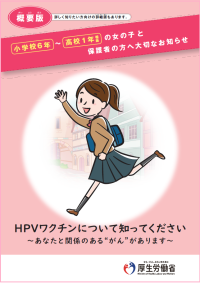 概要版
詳しく知りたい方向けの詳細版もあります。
小学校6年～高校1年相当の女の子と
保護者の方へ大切なお知らせ
HPVワクチンについて知ってください
～あなたと関係のある“がん”があります～
厚生労働省